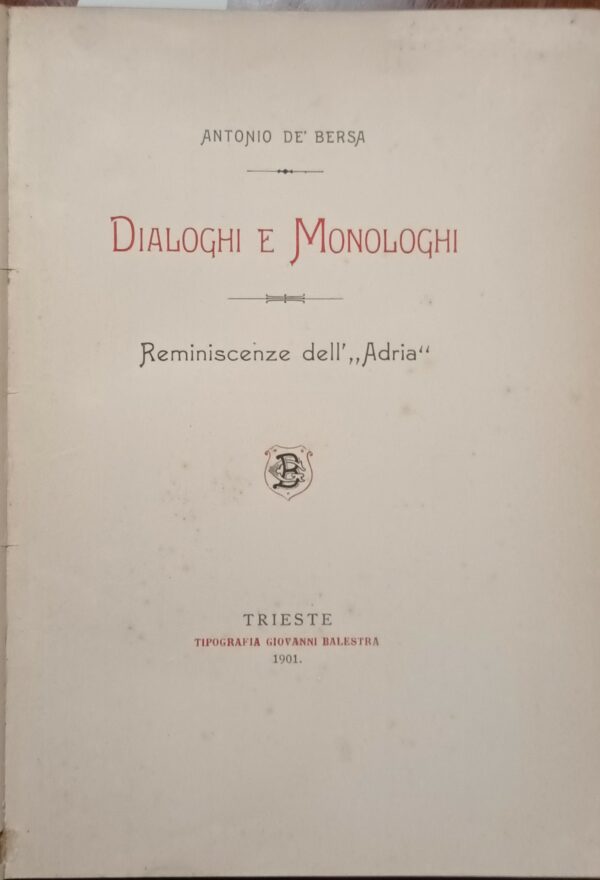 ANTONIO DE' BERSA
DIALOGHI E MONOLOGHI
Reminiscenze dell'„Adria“
TRIESTE
TIPOGRAFIA GIOVANNI BALESTRA
1901.